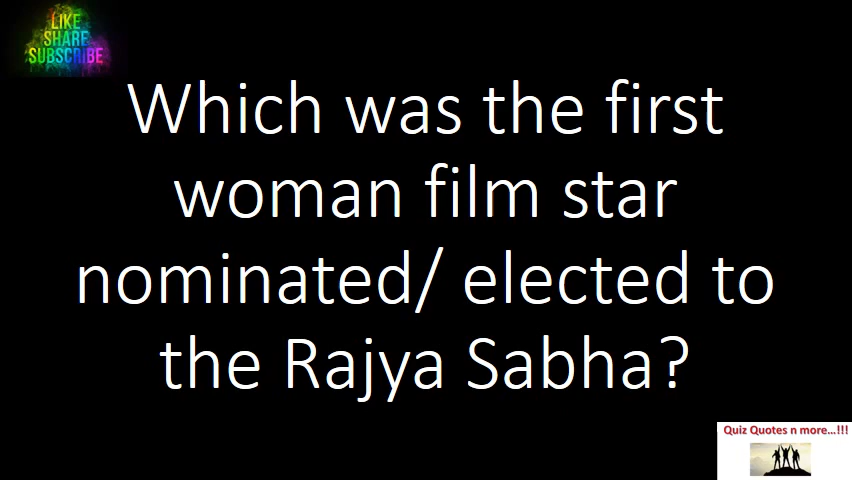 LIKE
SHARE
SUBSCRIBE
Which was the first
woman film star
nominated/ elected to
the Rajya Sabha?
Quiz Quotes n more...!!!